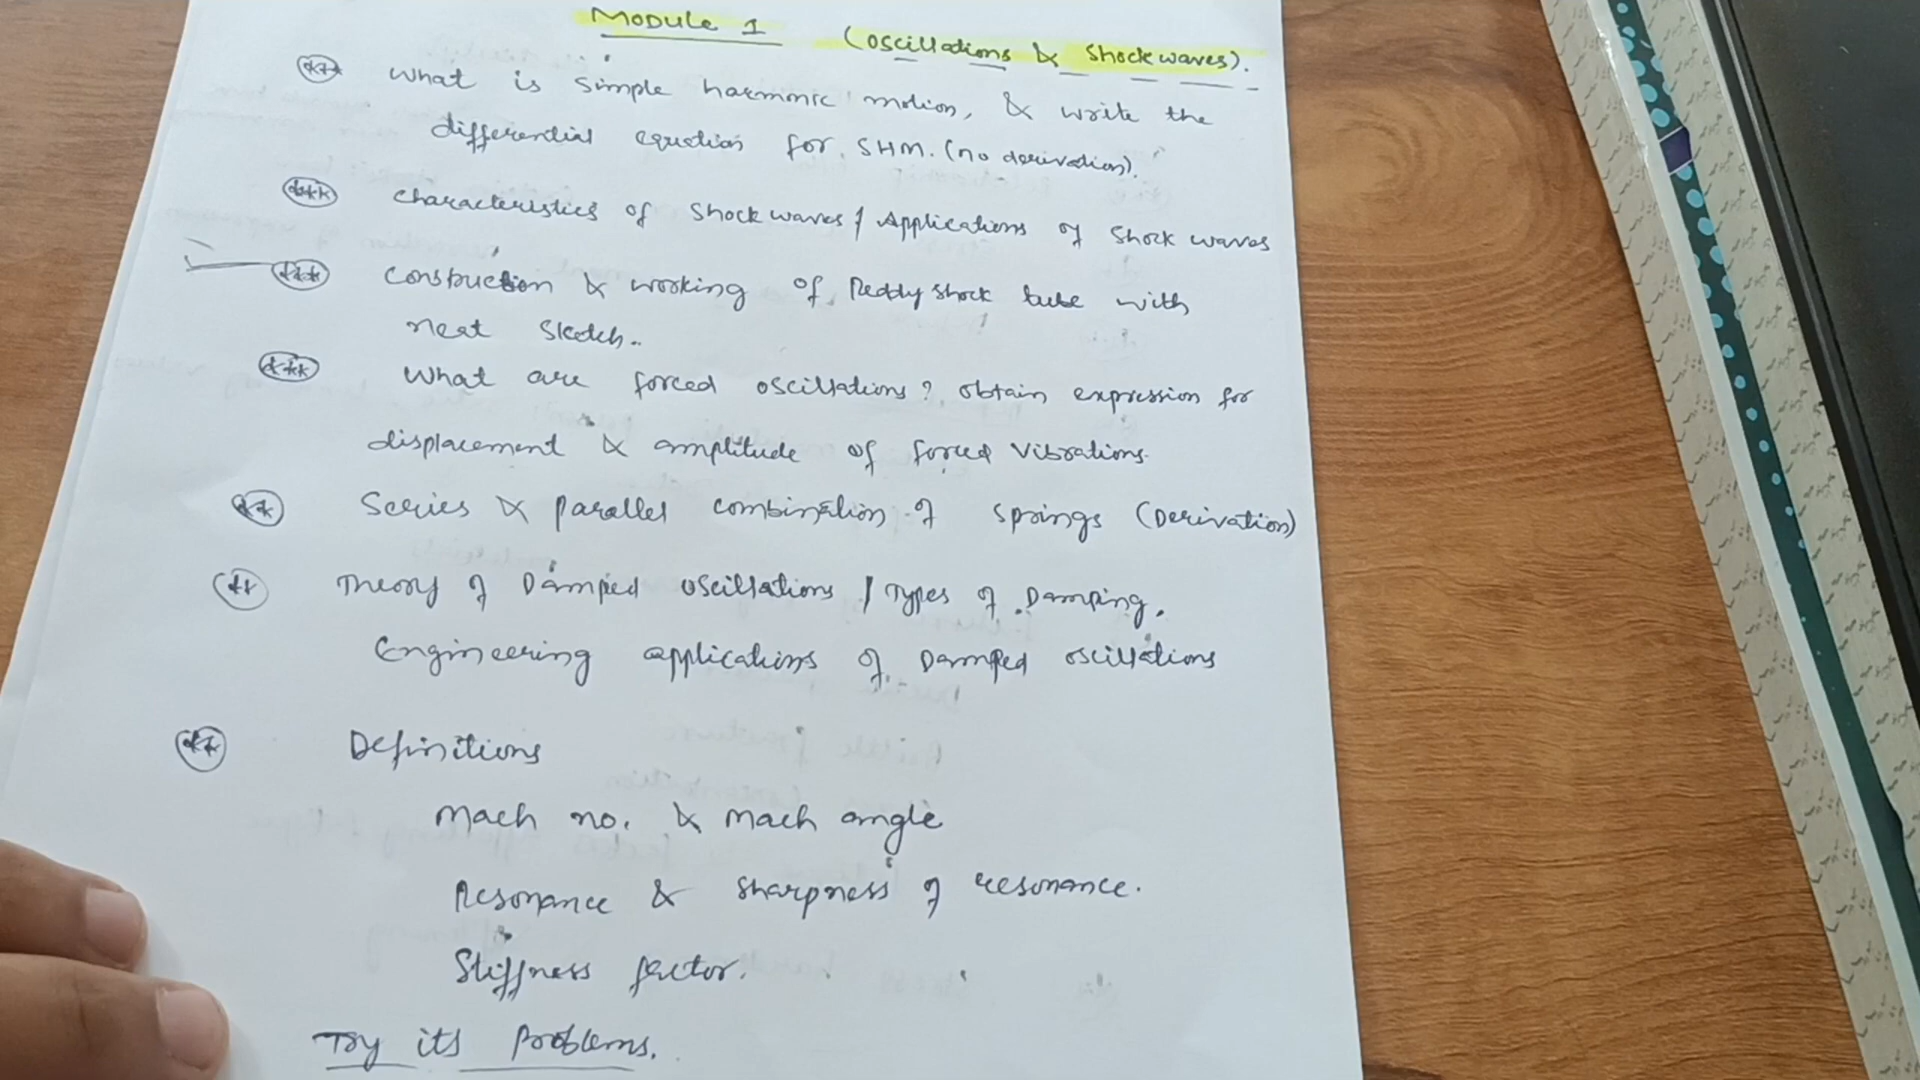 Module 1 (Oscillations & Shock waves).
*** What is simple harmonic motion, & write the
differential equation for SHM. (no derivation).
*** Characteristics of Shock waves / Applications of Shock waves
*** Construction & working of Reddy shock tube with
neat sketch.
*** What are forced oscillations? obtain expression for
displacement & amplitude of forced vibrations.
** Series & parallel combination of springs (Derivation)
** Theory of Damped oscillations / Types of Damping.
Engineering applications of Damped oscillations
** Definitions
Mach no. & mach angle
Resonance & sharpness of resonance.
Stiffness factor.
Try its problems.